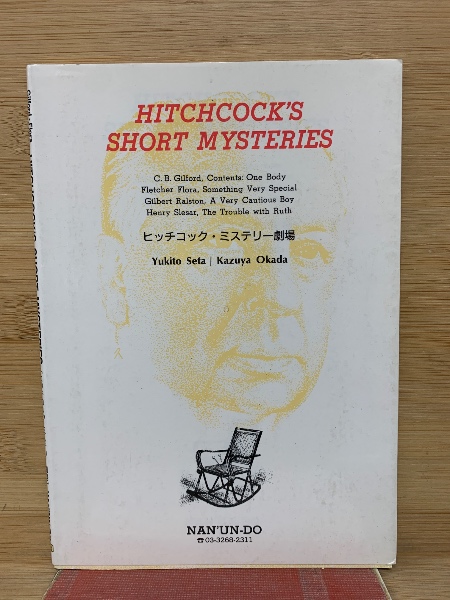 HITCHCOCK'S
SHORT MYSTERIES
C. B. Gilford, Contents: One Body
Fletcher Flora, Something Very Special
Gilbert Ralston, A Very Cautious Boy
Henry Slesar, The Trouble with Ruth
ヒッチコック・ミステリー劇場
Yukito Seta | Kazuya Okada
NAN'UN-DO
☎03-3268-2311